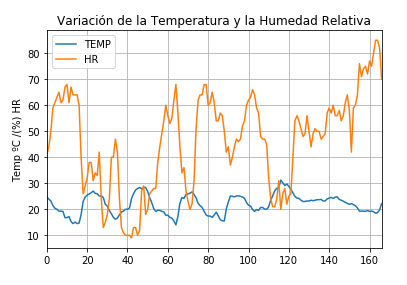 Variación de la Temperatura y la Humedad Relativa
TEMP
HR
Temp ºC /(%) HR
80
70
60
50
40
30
20
10
0 20 40 60 80 100 120 140 160